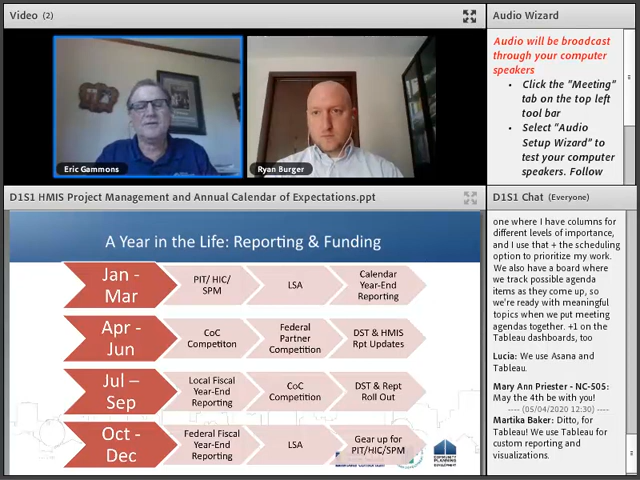 Video (2)
Eric Gammons
Ryan Burger
Audio Wizard
Audio will be broadcast
through your computer
speakers
• Click the "Meeting"
tab on the top left
tool bar
• Select "Audio
Setup Wizard" to
test your computer
speakers. Follow
D1S1 HMIS Project Management and Annual Calendar of Expectations.ppt
A Year in the Life: Reporting & Funding
Jan -
Mar
PIT/ HIC/
SPM
LSA
Calendar
Year-End
Reporting
Apr -
Jun
CoC
Competiton
Federal
Partner
Competition
DST & HMIS
Rpt Updates
Jul –
Sep
Local Fiscal
Year-End
Reporting
CoC
Competition
DST & Rept
Roll Out
Oct -
Dec
Federal Fiscal
Year-End
Reporting
LSA
Gear up for
PIT/HIC/SPM
COMMUNITY
PLANNING
DEVELOPMENT
D1S1 Chat (Everyone)
one where I have columns for
different levels of importance,
and I use that + the scheduling
option to prioritize my work.
We also have a board where
we track possible agenda
items as they come up, so
we're ready with meaningful
topics when we put meeting
agendas together. +1 on the
Tableau dashboards, too
Lucia: We use Asana and
Tableau.
Mary Ann Priester - NC-505:
May the 4th be with you!
---- (05/04/2020 12:30) ----
Martika Baker: Ditto, for
Tableau! We use Tableau for
custom reporting and
visualizations.